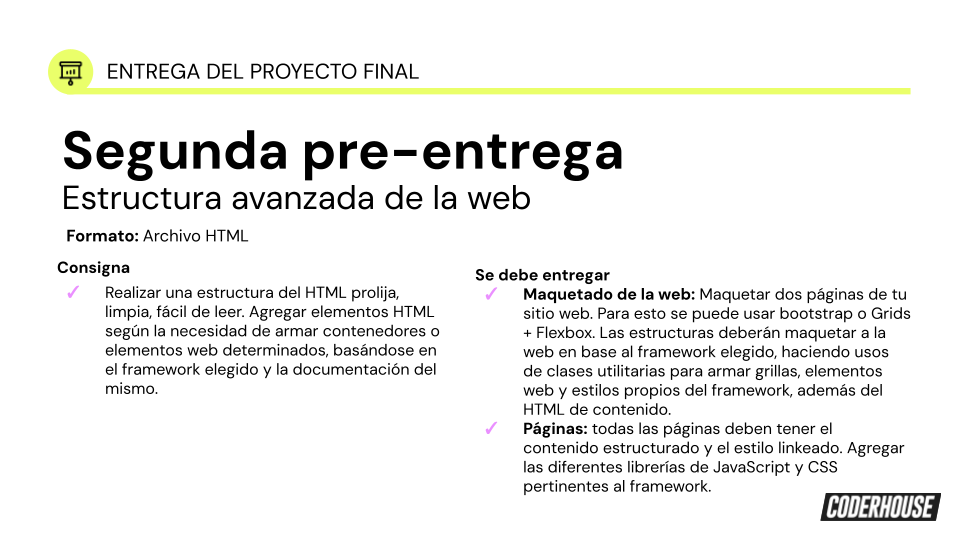 ENTREGA DEL PROYECTO FINAL
Segunda pre-entrega
Estructura avanzada de la web
Formato: Archivo HTML
Consigna
✓ Realizar una estructura del HTML prolija,
limpia, fácil de leer. Agregar elementos HTML
según la necesidad de armar contenedores o
elementos web determinados, basándose en
el framework elegido y la documentación del
mismo.
Se debe entregar
✓ Maquetado de la web: Maquetar dos páginas de tu
sitio web. Para esto se puede usar bootstrap o Grids
+ Flexbox. Las estructuras deberán maquetar a la
web en base al framework elegido, haciendo usos
de clases utilitarias para armar grillas, elementos
web y estilos propios del framework, además del
HTML de contenido.
✓ Páginas: todas las páginas deben tener el
contenido estructurado y el estilo linkeado. Agregar
las diferentes librerías de JavaScript y CSS
pertinentes al framework.
CODERHOUSE